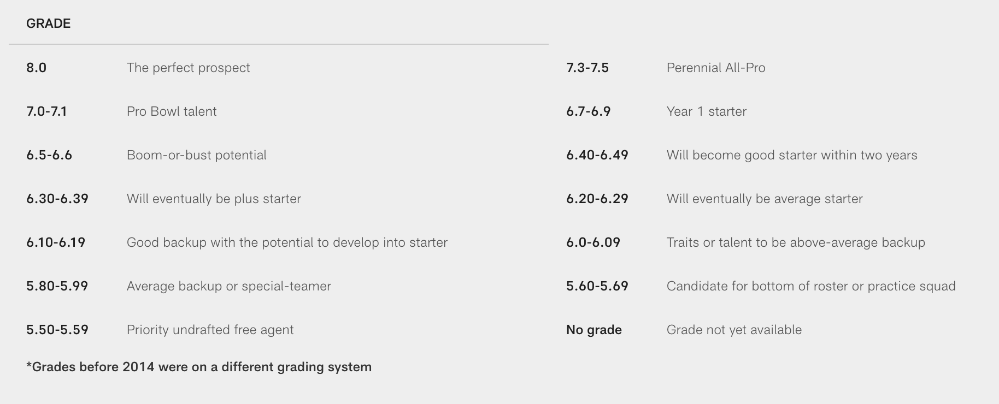 GRADE
8.0 The perfect prospect
7.3-7.5 Perennial All-Pro
7.0-7.1 Pro Bowl talent
6.7-6.9 Year 1 starter
6.5-6.6 Boom-or-bust potential
6.40-6.49 Will become good starter within two years
6.30-6.39 Will eventually be plus starter
6.20-6.29 Will eventually be average starter
6.10-6.19 Good backup with the potential to develop into starter
6.0-6.09 Traits or talent to be above-average backup
5.80-5.99 Average backup or special-teamer
5.60-5.69 Candidate for bottom of roster or practice squad
5.50-5.59 Priority undrafted free agent
No grade Grade not yet available
*Grades before 2014 were on a different grading system